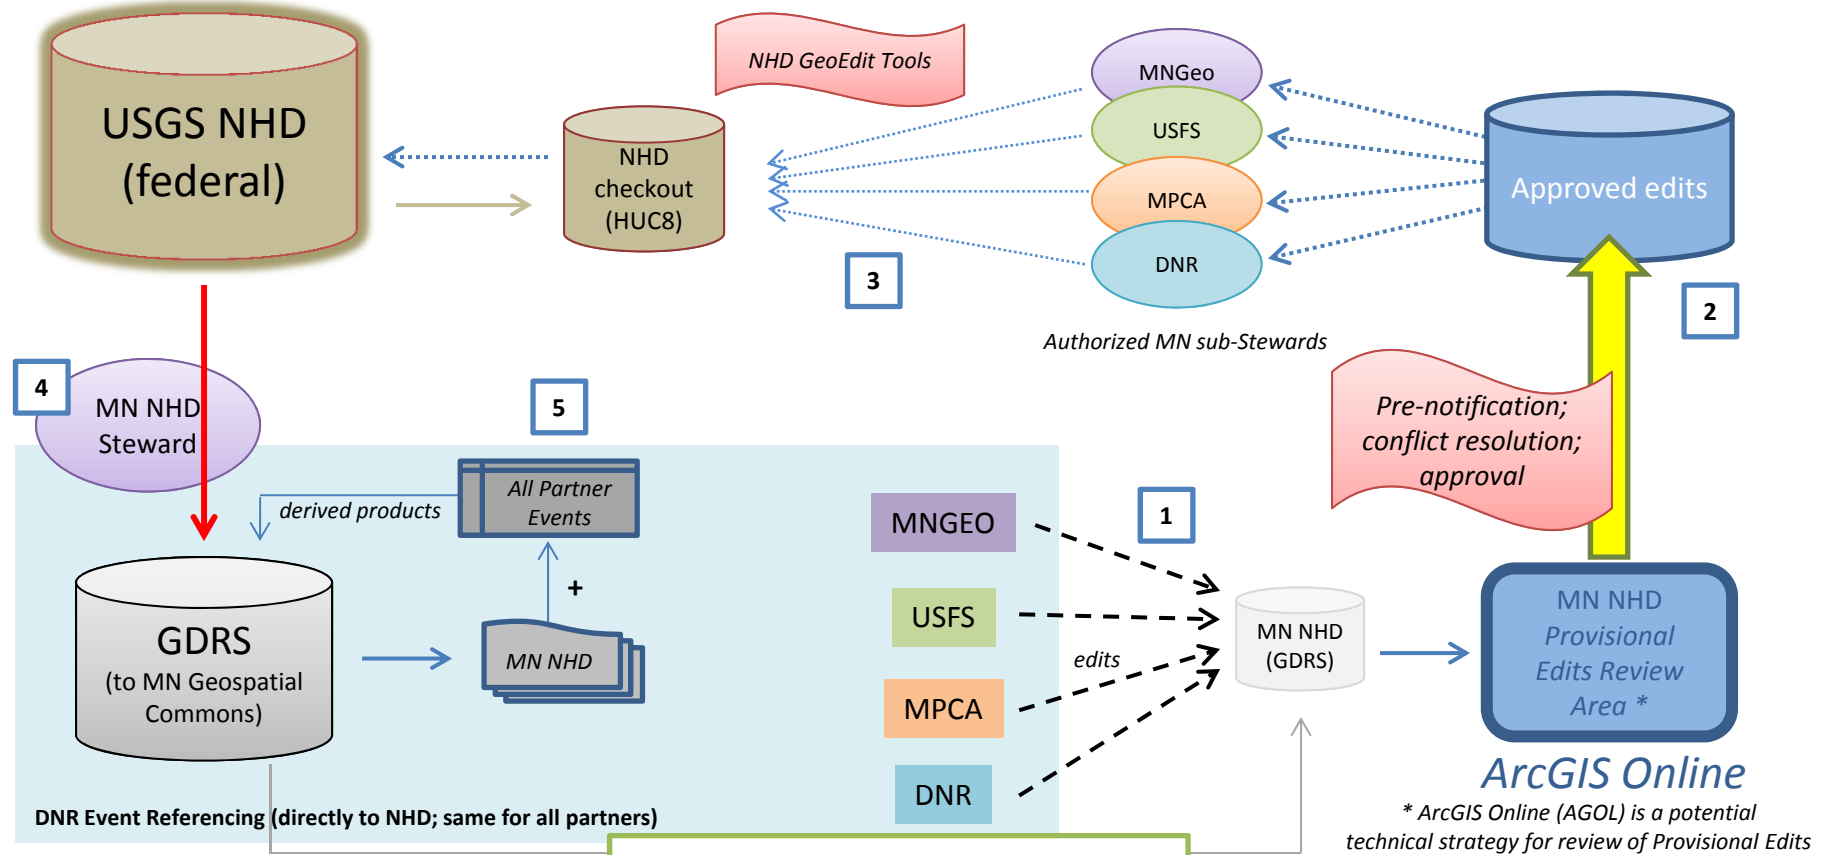 USGS NHD
(federal)
NHD
checkout
(HUC8)
NHD GeoEdit Tools
MNGeo
USFS
MPCA
DNR
Authorized MN sub-Stewards
Approved edits
3
2
Pre-notification;
conflict resolution;
approval
4
MN NHD
Steward
5
All Partner
Events
derived products
+
GDRS
(to MN Geospatial
Commons)
MN NHD
MNGEO
USFS
MPCA
DNR
1
edits
MN NHD
(GDRS)
MN NHD
Provisional
Edits Review
Area *
ArcGIS Online
* ArcGIS Online (AGOL) is a potential
technical strategy for review of Provisional Edits
DNR Event Referencing (directly to NHD; same for all partners)